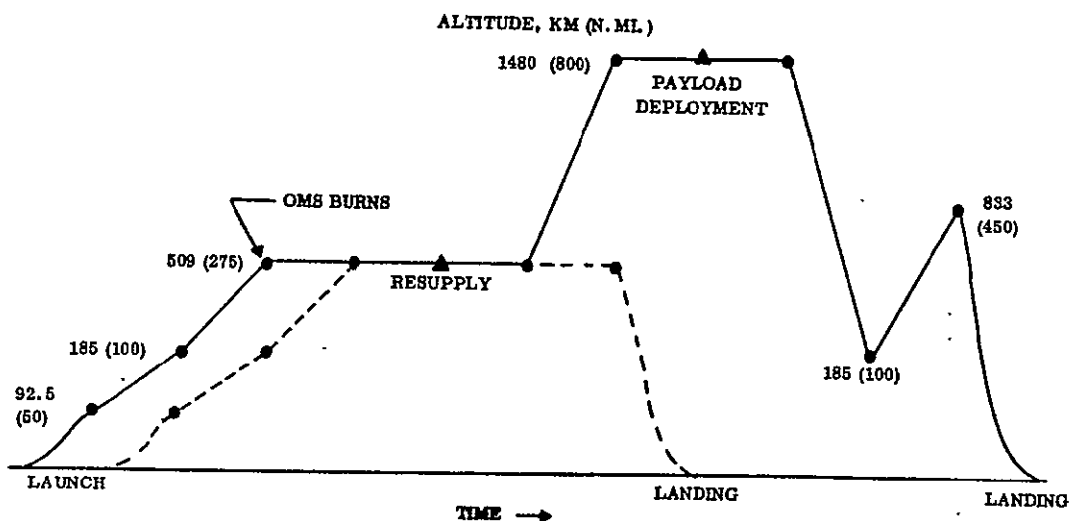 ALTITUDE, KM (N. MI.)
1480 (800)
PAYLOAD
DEPLOYMENT
OMS BURNS
833
(450)
509 (275)
RESUPPLY
185 (100)
185 (100)
92.5
(50)
LAUNCH
LANDING
LANDING
TIME